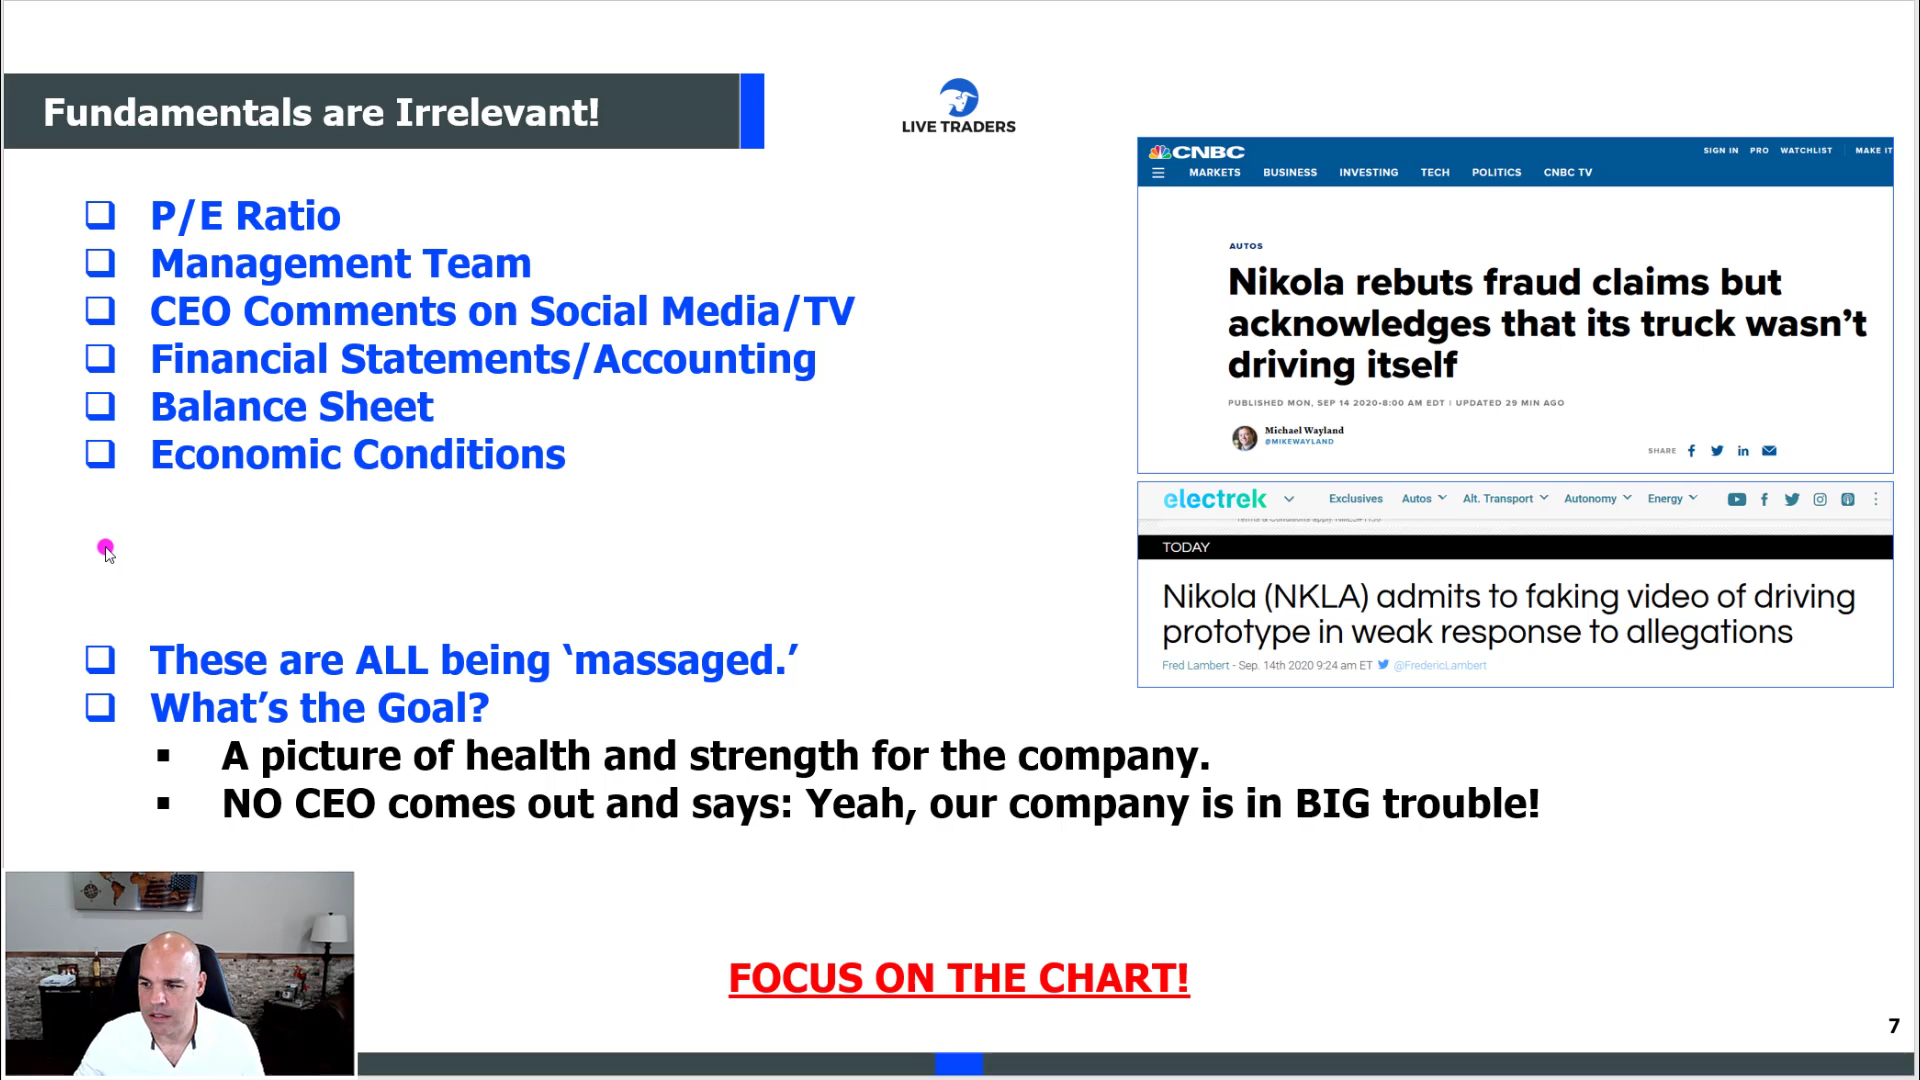 Fundamentals are Irrelevant!
LIVE TRADERS
P/E Ratio
Management Team
CEO Comments on Social Media/TV
Financial Statements/Accounting
Balance Sheet
Economic Conditions
These are ALL being ‘massaged.’
What’s the Goal?
A picture of health and strength for the company.
NO CEO comes out and says: Yeah, our company is in BIG trouble!
CNBC
SIGN IN PRO WATCHLIST MAKE IT
MARKETS BUSINESS INVESTING TECH POLITICS CNBC TV
AUTOS
Nikola rebuts fraud claims but
acknowledges that its truck wasn’t
driving itself
PUBLISHED MON, SEP 14 2020•8:00 AM EDT | UPDATED 29 MIN AGO
Michael Wayland
@MIKEWAYLAND
SHARE
electrek Exclusives Autos Alt. Transport Autonomy Energy
TODAY
Nikola (NKLA) admits to faking video of driving
prototype in weak response to allegations
Fred Lambert - Sep. 14th 2020 9:24 am ET @FredericLambert
FOCUS ON THE CHART!
7